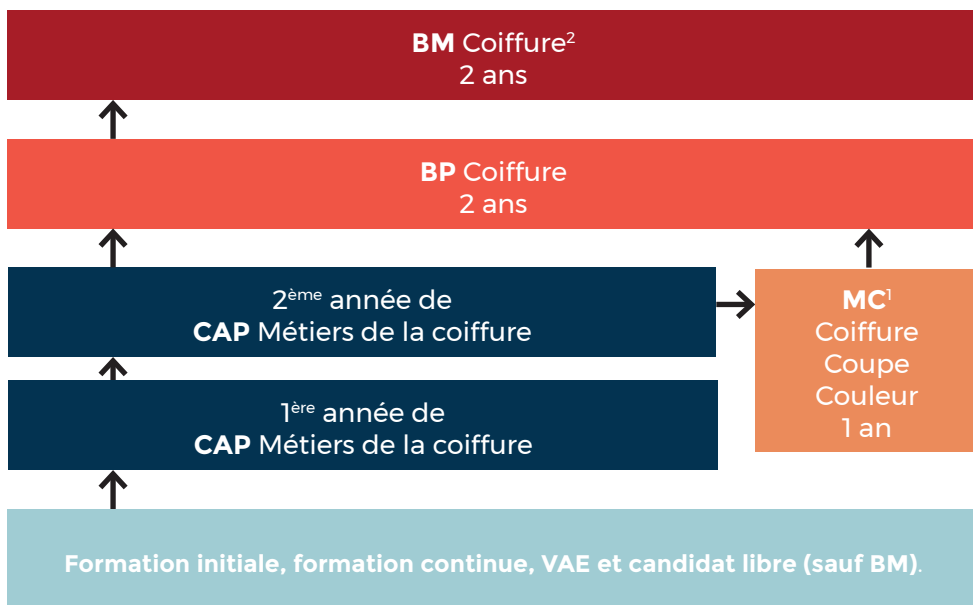 BM Coiffure²
2 ans
BP Coiffure
2 ans
2ème année de
CAP Métiers de la coiffure
MC¹
Coiffure
Coupe
Couleur
1 an
1ère année de
CAP Métiers de la coiffure
Formation initiale, formation continue, VAE et candidat libre (sauf BM).